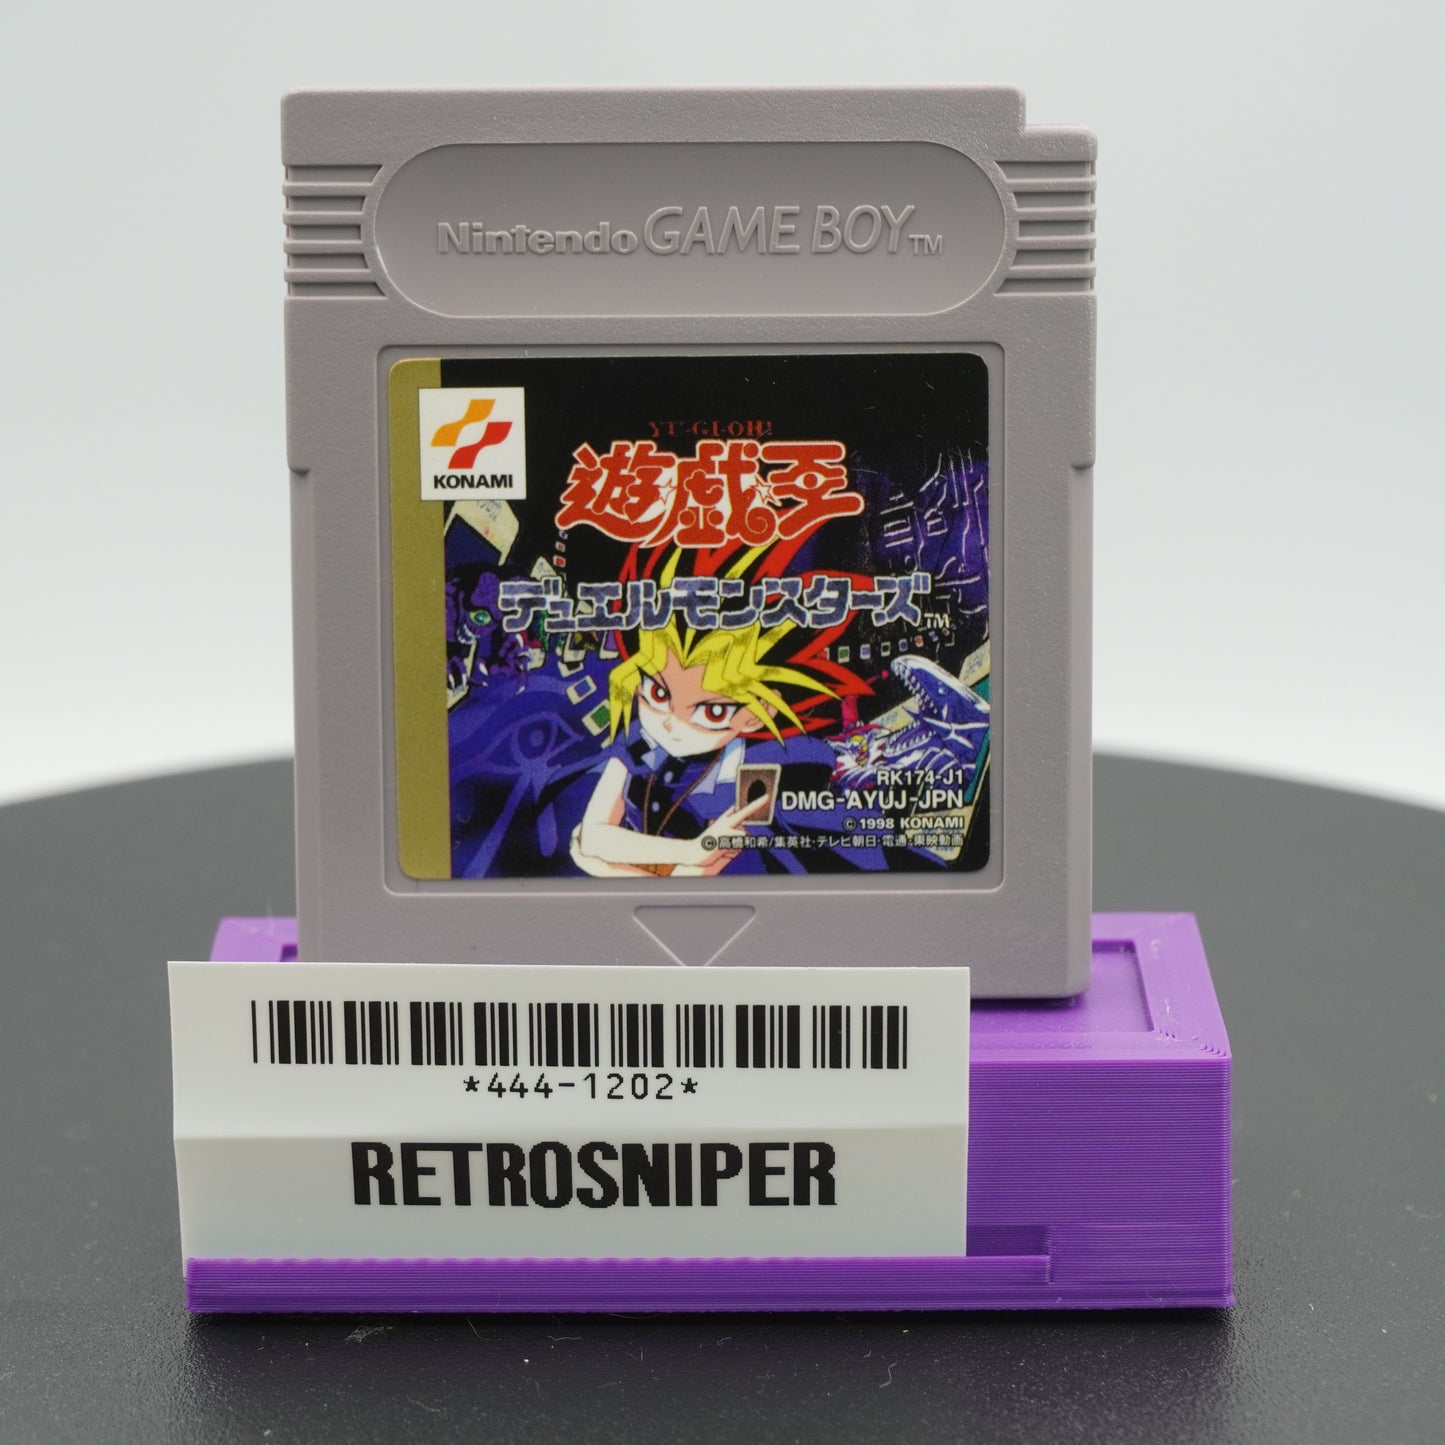 Nintendo GAME BOY TM
KONAMI
YU-GI-OH!
遊戯王
デュエルモンスターズ TM
RK174-J1
DMG-AYUJ-JPN
© 1998 KONAMI
©高橋和希/集英社・テレビ朝日・電通・東映動画
*444-1202*
RETROSNIPER